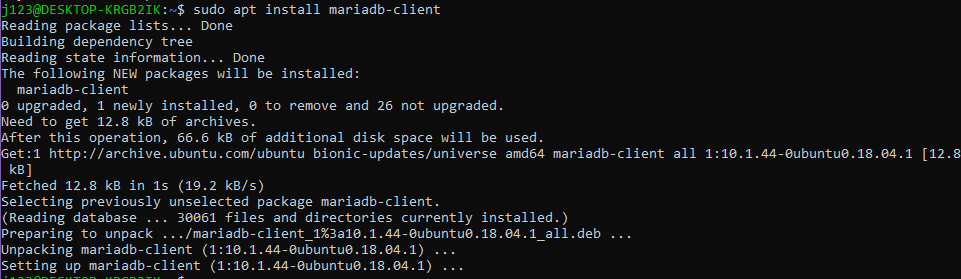 j123@DESKTOP-KRGB2IK:~$ sudo apt install mariadb-client
Reading package lists... Done
Building dependency tree
Reading state information... Done
The following NEW packages will be installed:
  mariadb-client
0 upgraded, 1 newly installed, 0 to remove and 26 not upgraded.
Need to get 12.8 kB of archives.
After this operation, 66.6 kB of additional disk space will be used.
Get:1 http://archive.ubuntu.com/ubuntu bionic-updates/universe amd64 mariadb-client all 1:10.1.44-0ubuntu0.18.04.1 [12.8
 kB]
Fetched 12.8 kB in 1s (19.2 kB/s)
Selecting previously unselected package mariadb-client.
(Reading database ... 30061 files and directories currently installed.)
Preparing to unpack .../mariadb-client_1%3a10.1.44-0ubuntu0.18.04.1_all.deb ...
Unpacking mariadb-client (1:10.1.44-0ubuntu0.18.04.1) ...
Setting up mariadb-client (1:10.1.44-0ubuntu0.18.04.1) ...